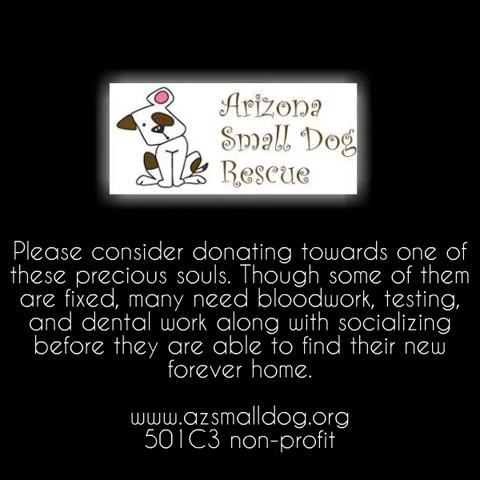 Arizona
Small Dog
Rescue
Please consider donating towards one of
these precious souls. Though some of them
are fixed, many need bloodwork, testing,
and dental work along with socializing
before they are able to find their new
forever home.
www.azsmalldog.org
501C3 non-profit